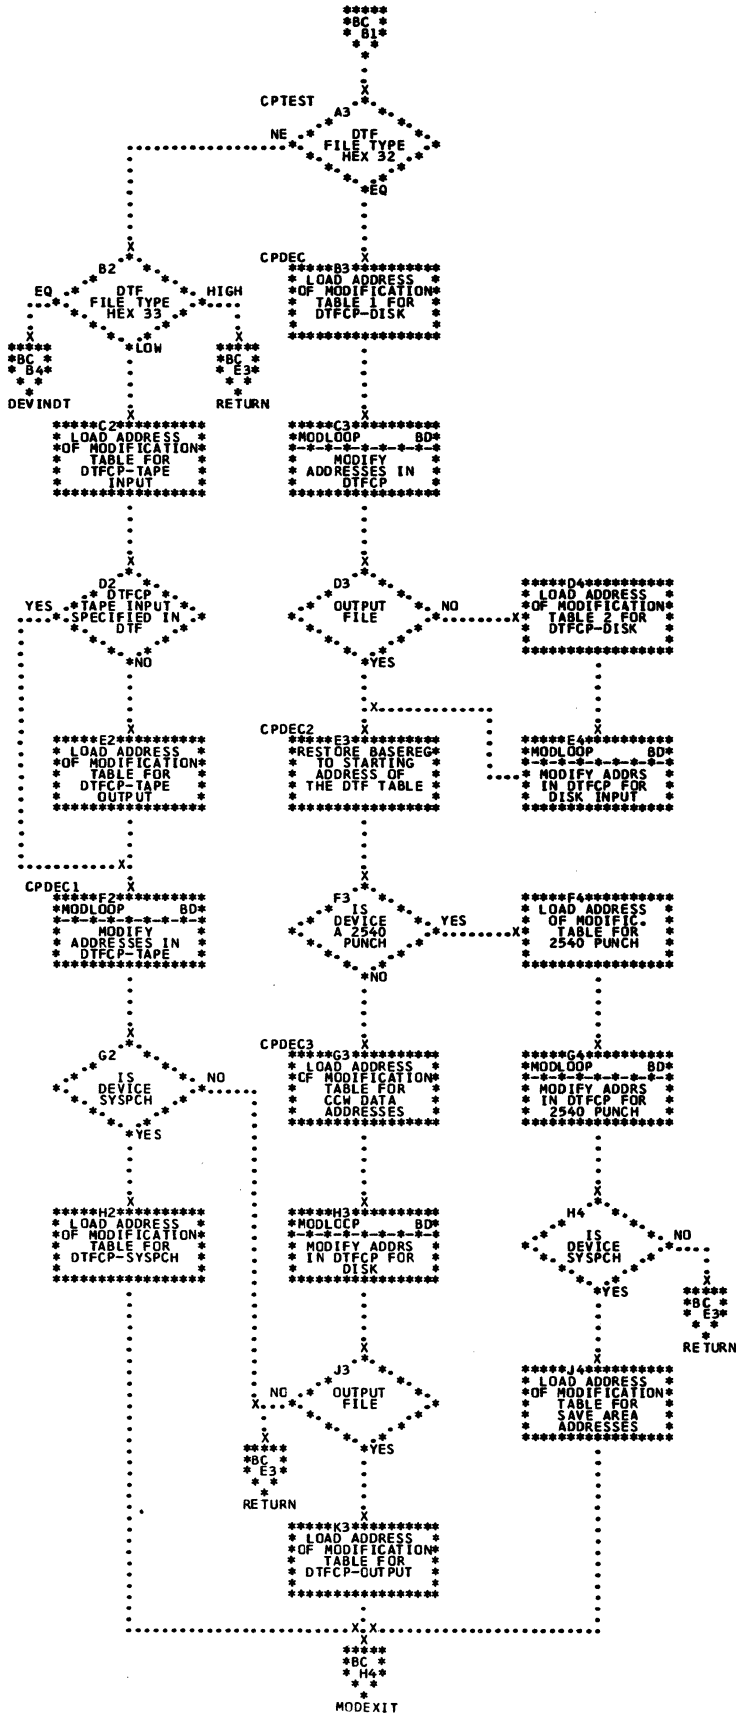 BC
B1
CPTEST
A3
DTF
FILE TYPE
HEX 32
NE
EQ
B2
DTF
FILE TYPE
HEX 33
EQ
HIGH
LOW
BC
B4
DEVINDT
BC
E3
RETURN
CPDEC
B3
LOAD ADDRESS
OF MODIFICATION
TABLE 1 FOR
DTFCP-DISK
C2
LOAD ADDRESS
OF MODIFICATION
TABLE FOR
DTFCP-TAPE
INPUT
C3
MODLOOP BD
MODIFY
ADDRESSES IN
DTFCP
D2
DTFCP
TAPE INPUT
SPECIFIED IN
DTF
YES
NO
D3
OUTPUT
FILE
NO
YES
D4
LOAD ADDRESS
OF MODIFICATION
TABLE 2 FOR
DTFCP-DISK
E2
LOAD ADDRESS
OF MODIFICATION
TABLE FOR
DTFCP-TAPE
OUTPUT
CPDEC2
E3
RESTORE BASEREG
TO STARTING
ADDRESS OF
THE DTF TABLE
E4
MODLOOP BD
MODIFY ADDRS
IN DTFCP FOR
DISK INPUT
CPDEC1
F2
MODLOOP BD
MODIFY
ADDRESSES IN
DTFCP-TAPE
F3
IS
DEVICE
A 2540
PUNCH
YES
NO
F4
LOAD ADDRESS
OF MODIFIC.
TABLE FOR
2540 PUNCH
G2
IS
DEVICE
SYSPCH
NO
YES
CPDEC3
G3
LOAD ADDRESS
OF MODIFICATION
TABLE FOR
CCW DATA
ADDRESSES
G4
MODLOOP BD
MODIFY ADDRS
IN DTFCP FOR
2540 PUNCH
H2
LOAD ADDRESS
OF MODIFICATION
TABLE FOR
DTFCP-SYSPCH
H3
MODLOCP BD
MODIFY ADDRS
IN DTFCP FOR
DISK
H4
IS
DEVICE
SYSPCH
NO
YES
BC
E3
RETURN
J3
OUTPUT
FILE
NO
YES
BC
E3
RETURN
J4
LOAD ADDRESS
OF MODIFICATION
TABLE FOR
SAVE AREA
ADDRESSES
K3
LOAD ADDRESS
OF MODIFICATION
TABLE FOR
DTFCP-OUTPUT
BC
H4
MODEXIT